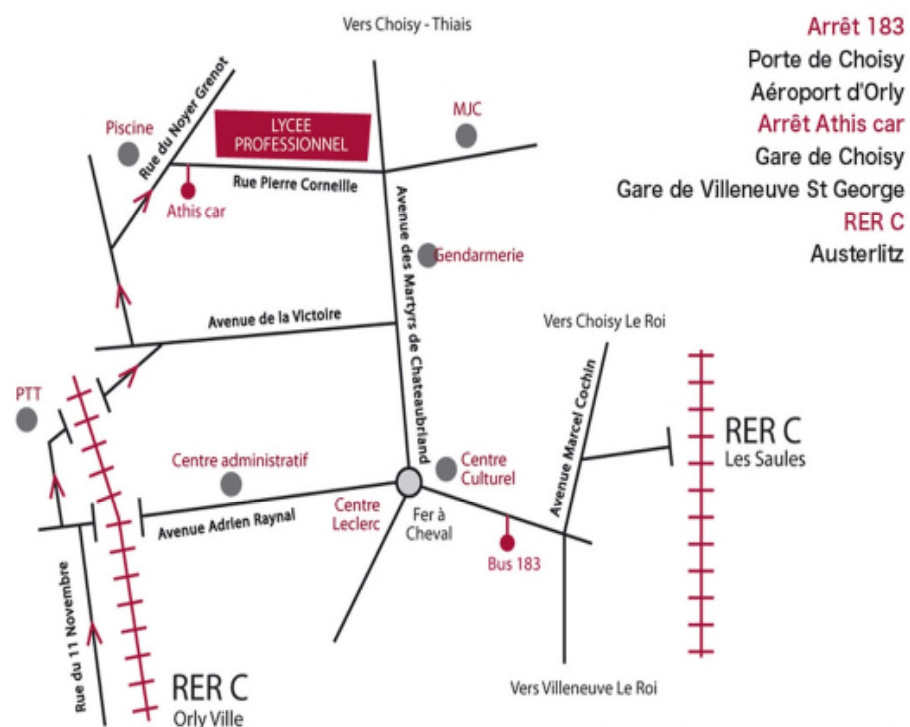 Vers Choisy - Thiais
Arrêt 183
Porte de Choisy
Aéroport d'Orly
Arrêt Athis car
Gare de Choisy
Gare de Villeneuve St George
RER C
Austerlitz
Piscine
Rue du Noyer Grenot
LYCEE
PROFESSIONNEL
MJC
Rue Pierre Corneille
Athis car
Avenue des Martyrs de Chateaubriand
Gendarmerie
Avenue de la Victoire
Vers Choisy Le Roi
PTT
Avenue Marcel Cochin
RER C
Les Saules
Centre administratif
Centre
Culturel
Avenue Adrien Raynal
Centre
Leclerc
Fer à
Cheval
Bus 183
Rue du 11 Novembre
RER C
Orly Ville
Vers Villeneuve Le Roi